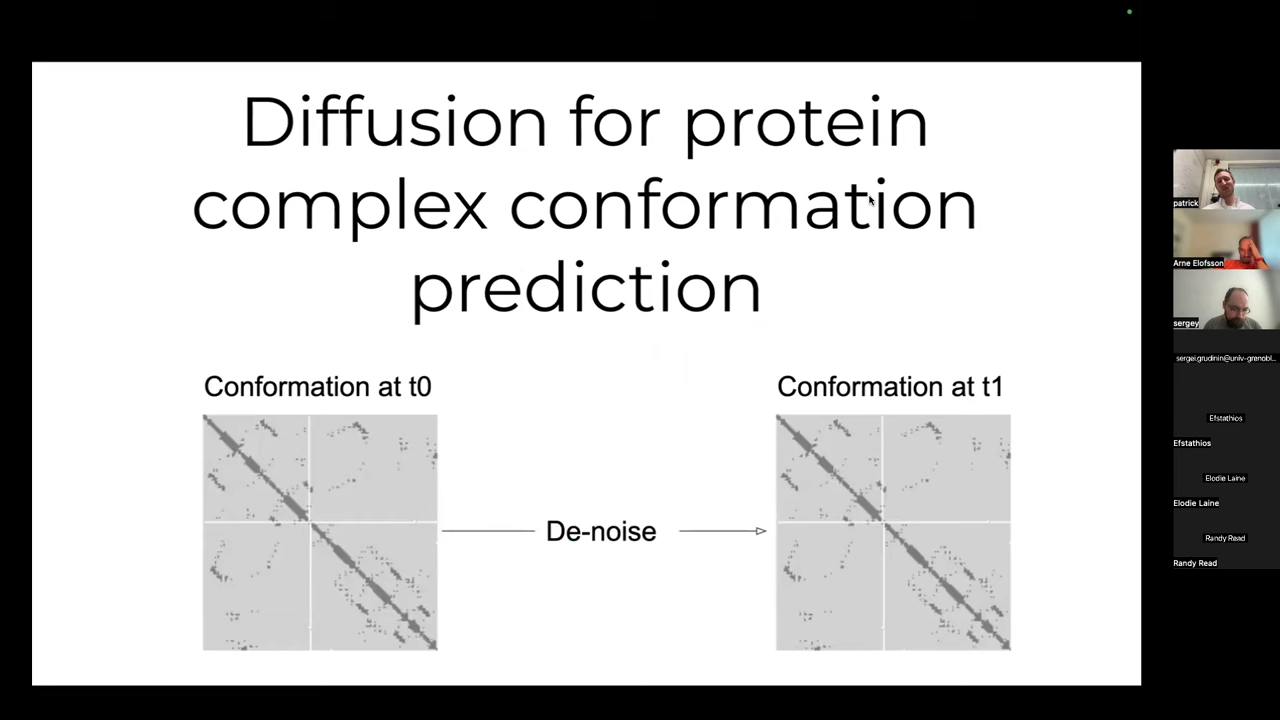 Diffusion for protein
complex conformation
prediction
Conformation at t0
Conformation at t1
De-noise
patrick
Arne Elofsson
sergey
sergei.grudinin@univ-grenobl...
Efstathios
Efstathios
Elodie Laine
Elodie Laine
Randy Read
Randy Read